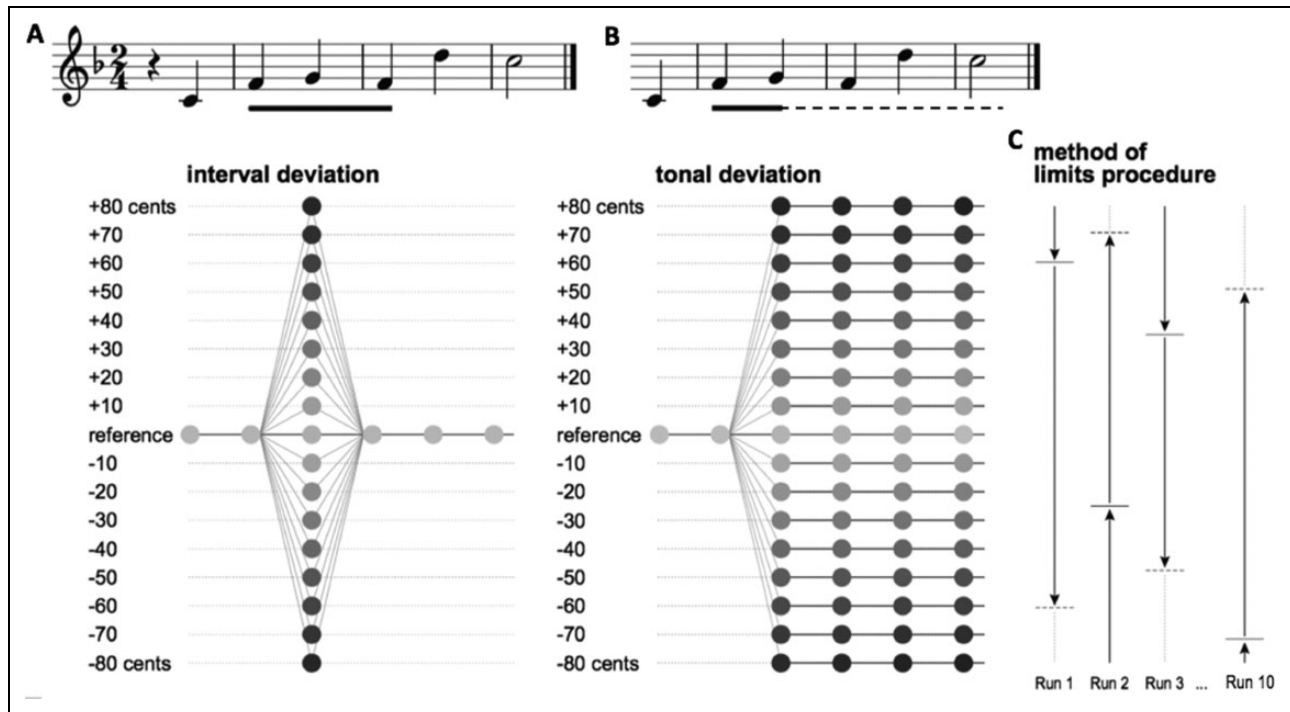 A
B
2
4
interval deviation
+80 cents
+70
+60
+50
+40
+30
+20
+10
reference
-10
-20
-30
-40
-50
-60
-70
-80 cents
tonal deviation
+80 cents
+70
+60
+50
+40
+30
+20
+10
reference
-10
-20
-30
-40
-50
-60
-70
-80 cents
C
method of
limits procedure
Run 1 Run 2 Run 3 ... Run 10